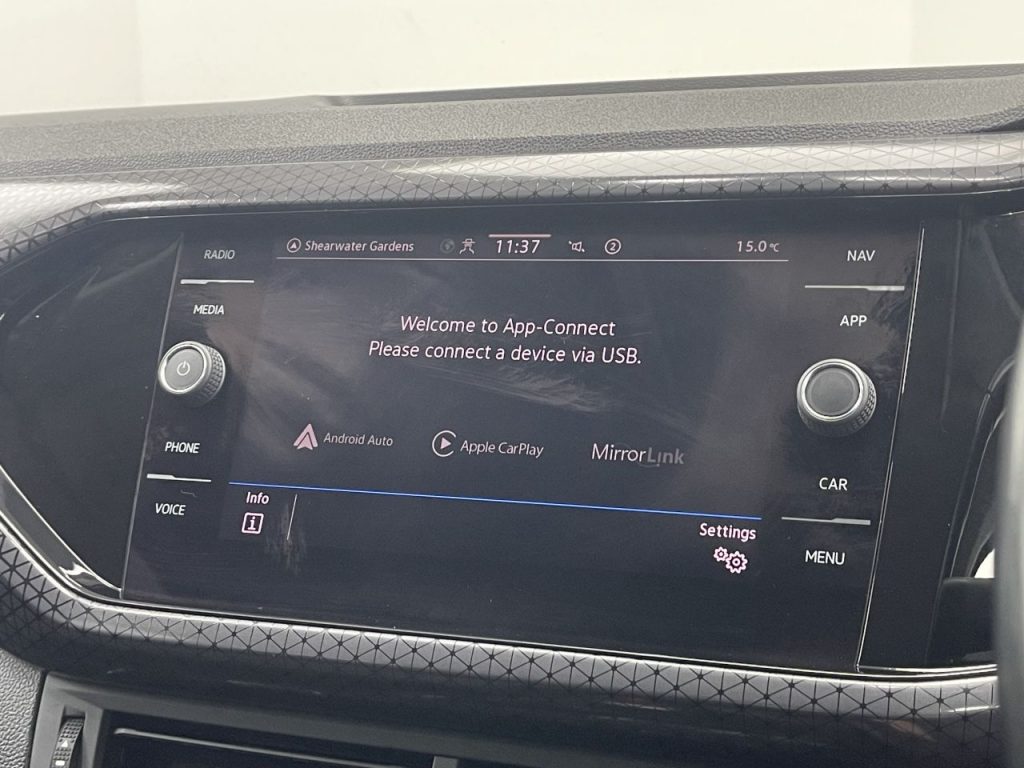 RADIO
MEDIA
PHONE
VOICE
Shearwater Gardens 11:37 2 15.0°C
Welcome to App-Connect
Please connect a device via USB.
Android Auto Apple CarPlay MirrorLink
Info
i
Settings
NAV
APP
CAR
MENU